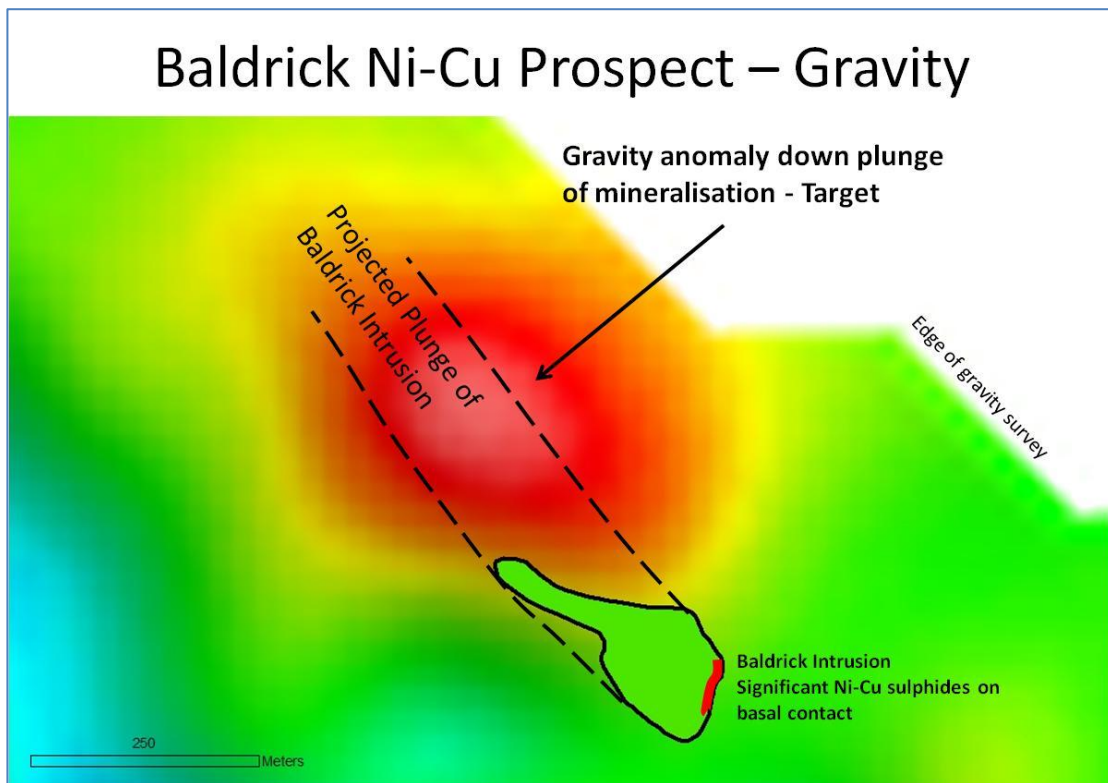 Baldrick Ni-Cu Prospect – Gravity
Gravity anomaly down plunge
of mineralisation - Target
Projected Plunge of
Baldrick Intrusion
Edge of gravity survey
Baldrick Intrusion
Significant Ni-Cu sulphides on
basal contact
250
Meters